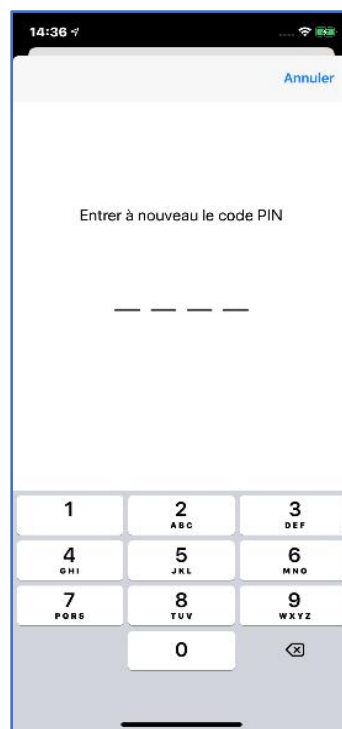 14:36
Annuler
Entrer à nouveau le code PIN
1 2 3
ABC DEF
4 5 6
GHI JKL MNO
7 8 9
PQRS TUV WXYZ
0